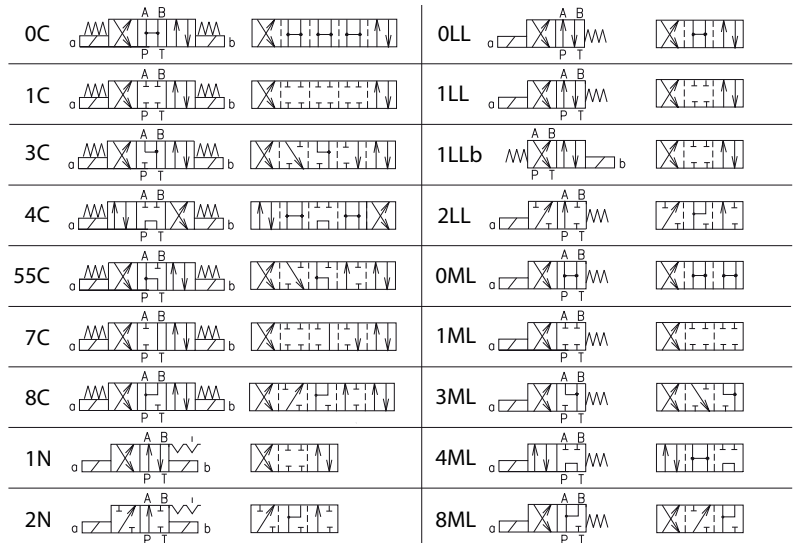 A B
0C a b
P T
A B
1C a b
P T
A B
3C a b
P T
A B
4C a b
P T
A B
55C a b
P T
A B
7C a b
P T
A B
8C a b
P T
A B
1N a b
P T
A B
2N a b
P T
A B
0LL a
P T
A B
1LL a
P T
A B
1LLb b
P T
A B
2LL a
P T
A B
0ML a
P T
A B
1ML a
P T
A B
3ML a
P T
A B
4ML a
P T
A B
8ML a
P T